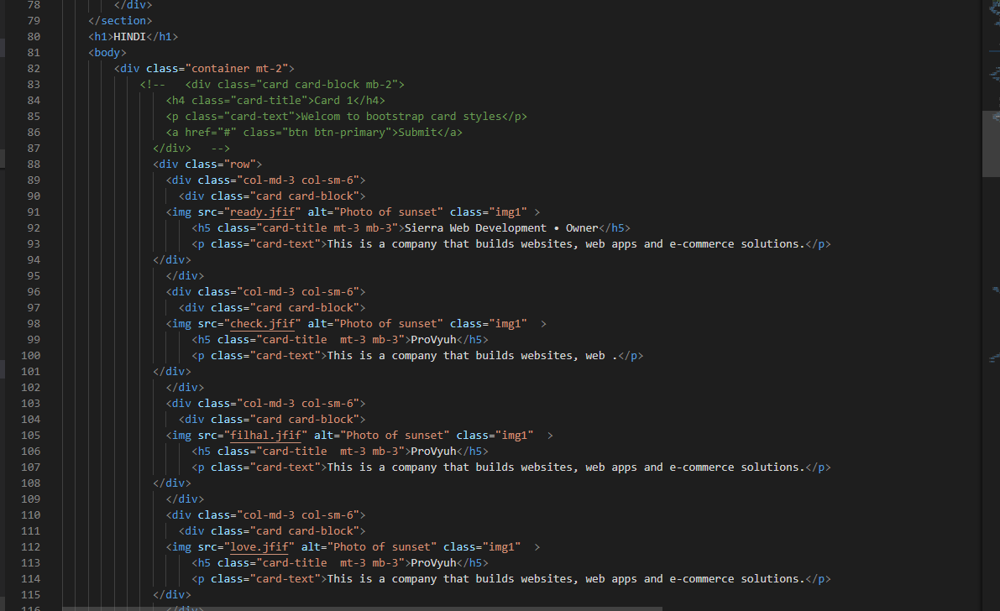 78 </div>
79 </section>
80 <h1>HINDI</h1>
81 <body>
82 <div class="container mt-2">
83 <!--   <div class="card card-block mb-2">
84 <h4 class="card-title">Card 1</h4>
85 <p class="card-text">Welcom to bootstrap card styles</p>
86 <a href="#" class="btn btn-primary">Submit</a>
87 </div>   -->
88 <div class="row">
89 <div class="col-md-3 col-sm-6">
90 <div class="card card-block">
91 <img src="ready.jfif" alt="Photo of sunset" class="img1" >
92 <h5 class="card-title mt-3 mb-3">Sierra Web Development • Owner</h5>
93 <p class="card-text">This is a company that builds websites, web apps and e-commerce solutions.</p>
94 </div>
95 </div>
96 <div class="col-md-3 col-sm-6">
97 <div class="card card-block">
98 <img src="check.jfif" alt="Photo of sunset" class="img1"  >
99 <h5 class="card-title  mt-3 mb-3">ProVyuh</h5>
100 <p class="card-text">This is a company that builds websites, web .</p>
101 </div>
102 </div>
103 <div class="col-md-3 col-sm-6">
104 <div class="card card-block">
105 <img src="filhal.jfif" alt="Photo of sunset" class="img1"  >
106 <h5 class="card-title  mt-3 mb-3">ProVyuh</h5>
107 <p class="card-text">This is a company that builds websites, web apps and e-commerce solutions.</p>
108 </div>
109 </div>
110 <div class="col-md-3 col-sm-6">
111 <div class="card card-block">
112 <img src="love.jfif" alt="Photo of sunset" class="img1"  >
113 <h5 class="card-title  mt-3 mb-3">ProVyuh</h5>
114 <p class="card-text">This is a company that builds websites, web apps and e-commerce solutions.</p>
115 </div>
116 </div>